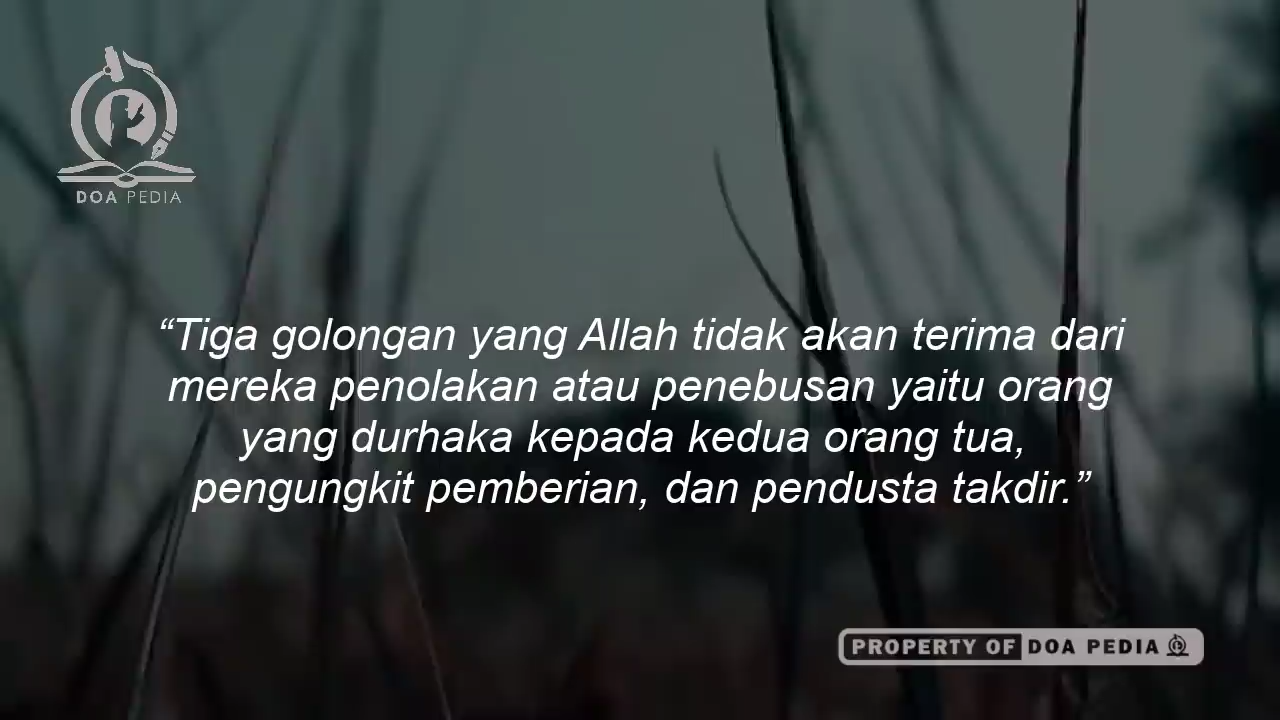 DOA PEDIA
“Tiga golongan yang Allah tidak akan terima dari
mereka penolakan atau penebusan yaitu orang
yang durhaka kepada kedua orang tua,
pengungkit pemberian, dan pendusta takdir.”
PROPERTY OF DOA PEDIA